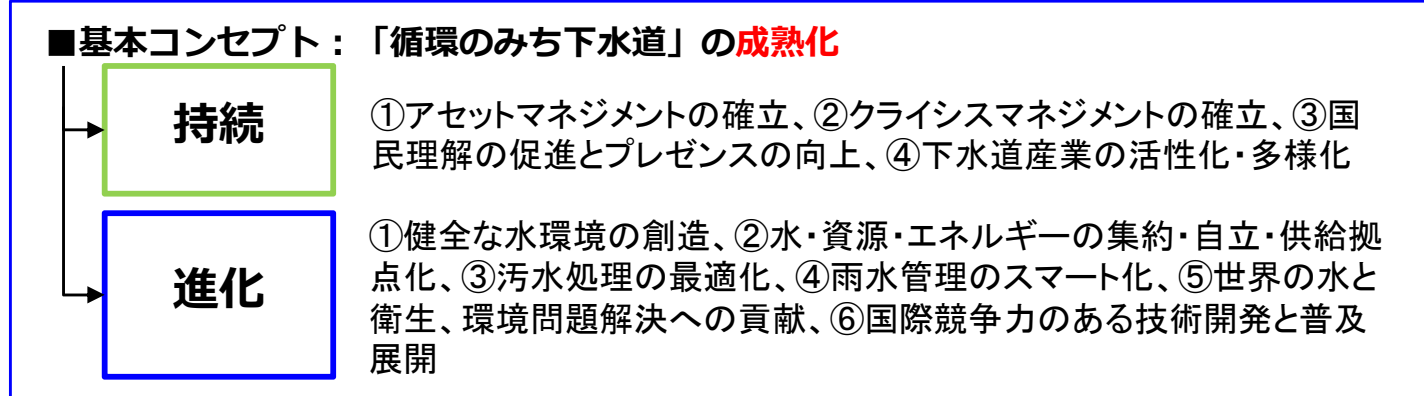 ■基本コンセプト：「循環のみち下水道」の成熟化
持続
①アセットマネジメントの確立、②クライシスマネジメントの確立、③国
民理解の促進とプレゼンスの向上、④下水道産業の活性化・多様化
進化
①健全な水環境の創造、②水・資源・エネルギーの集約・自立・供給拠
点化、③汚水処理の最適化、④雨水管理のスマート化、⑤世界の水と
衛生、環境問題解決への貢献、⑥国際競争力のある技術開発と普及
展開